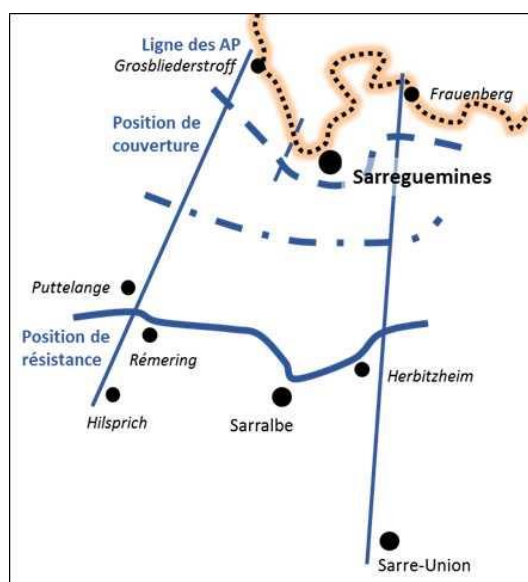 Ligne des AP
Grosbliederstroff
Frauenberg
Position de
couverture
Sarreguemines
Puttelange
Position de
résistance
Rémering
Herbitzheim
Hilsprich
Sarralbe
Sarre-Union